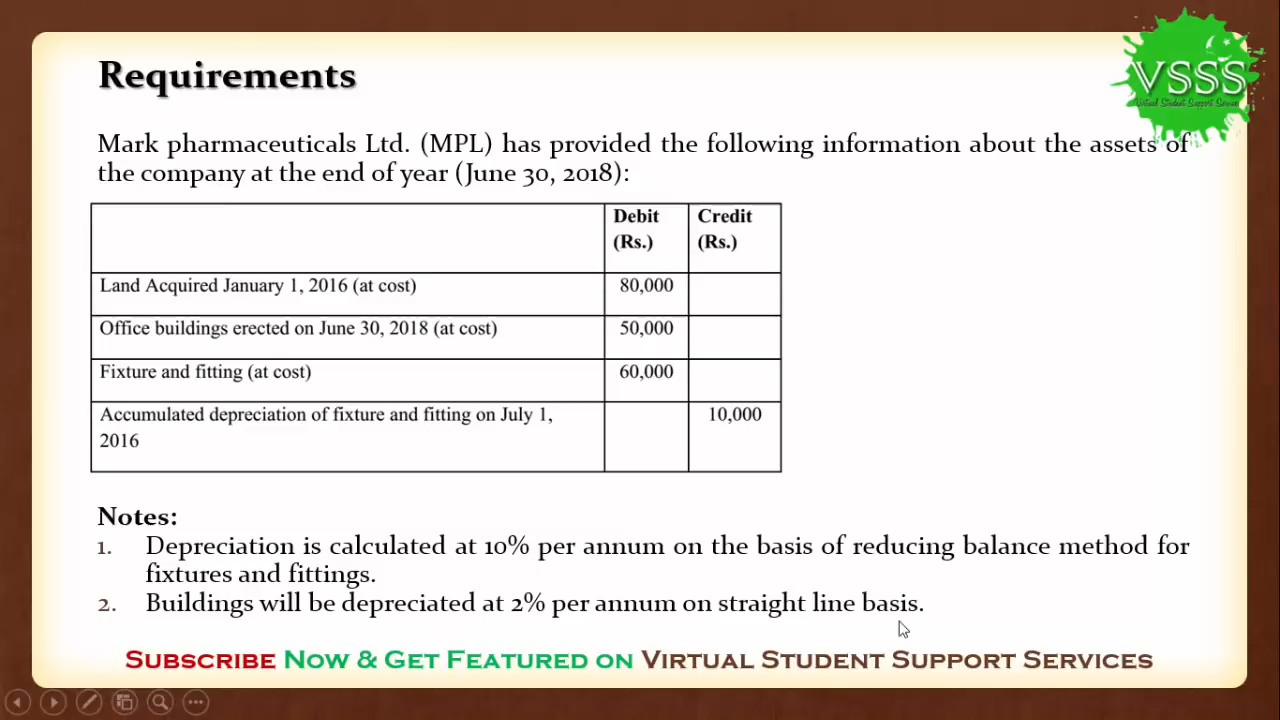 Requirements
VSSS
Virtual Student Support Services
Mark pharmaceuticals Ltd. (MPL) has provided the following information about the assets of
the company at the end of year (June 30, 2018):
Debit (Rs.) Credit (Rs.)
Land Acquired January 1, 2016 (at cost) 80,000
Office buildings erected on June 30, 2018 (at cost) 50,000
Fixture and fitting (at cost) 60,000
Accumulated depreciation of fixture and fitting on July 1, 10,000
2016
Notes:
1. Depreciation is calculated at 10% per annum on the basis of reducing balance method for
fixtures and fittings.
2. Buildings will be depreciated at 2% per annum on straight line basis.
Subscribe Now & Get Featured on Virtual Student Support Services